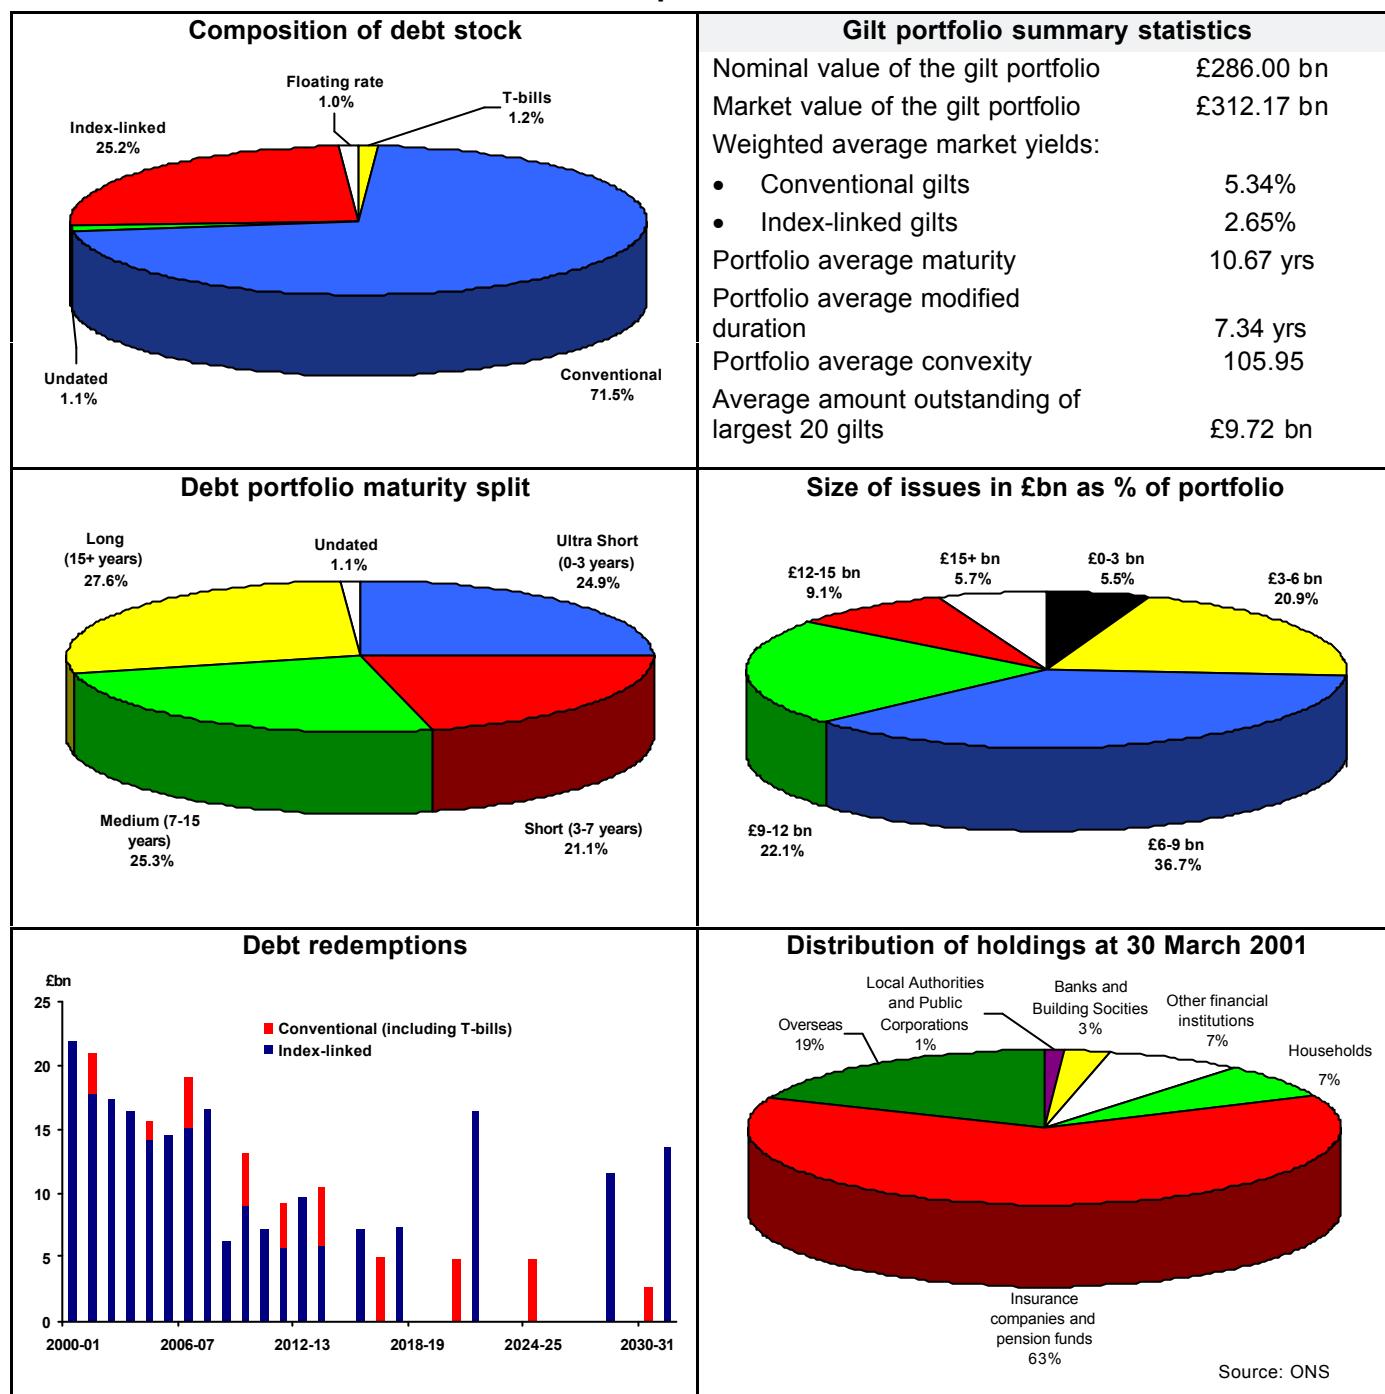 Composition of debt stock
Floating rate
1.0%
T-bills
1.2%
Index-linked
25.2%
Undated
1.1%
Conventional
71.5%
Gilt portfolio summary statistics
Nominal value of the gilt portfolio £286.00 bn
Market value of the gilt portfolio £312.17 bn
Weighted average market yields:
• Conventional gilts 5.34%
• Index-linked gilts 2.65%
Portfolio average maturity 10.67 yrs
Portfolio average modified
duration 7.34 yrs
Portfolio average convexity 105.95
Average amount outstanding of
largest 20 gilts £9.72 bn
Debt portfolio maturity split
Long
(15+ years)
27.6%
Undated
1.1%
Ultra Short
(0-3 years)
24.9%
Medium (7-15
years)
25.3%
Short (3-7 years)
21.1%
Size of issues in £bn as % of portfolio
£12-15 bn
9.1%
£15+ bn
5.7%
£0-3 bn
5.5%
£3-6 bn
20.9%
£9-12 bn
22.1%
£6-9 bn
36.7%
Debt redemptions
£bn
25
20
15
10
5
0
Conventional (including T-bills)
Index-linked
2000-01 2006-07 2012-13 2018-19 2024-25 2030-31
Distribution of holdings at 30 March 2001
Overseas
19%
Local Authorities
and Public
Corporations
1%
Banks and
Building Socities
3%
Other financial
institutions
7%
Households
7%
Insurance
companies and
pension funds
63%
Source: ONS